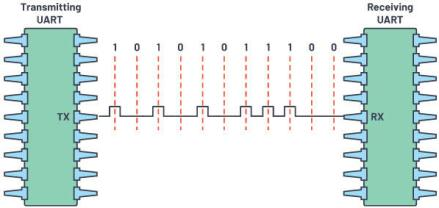 Transmitting
UART
Receiving
UART
1 0 1 0 1 0 1 1 1 0 0
TX
RX